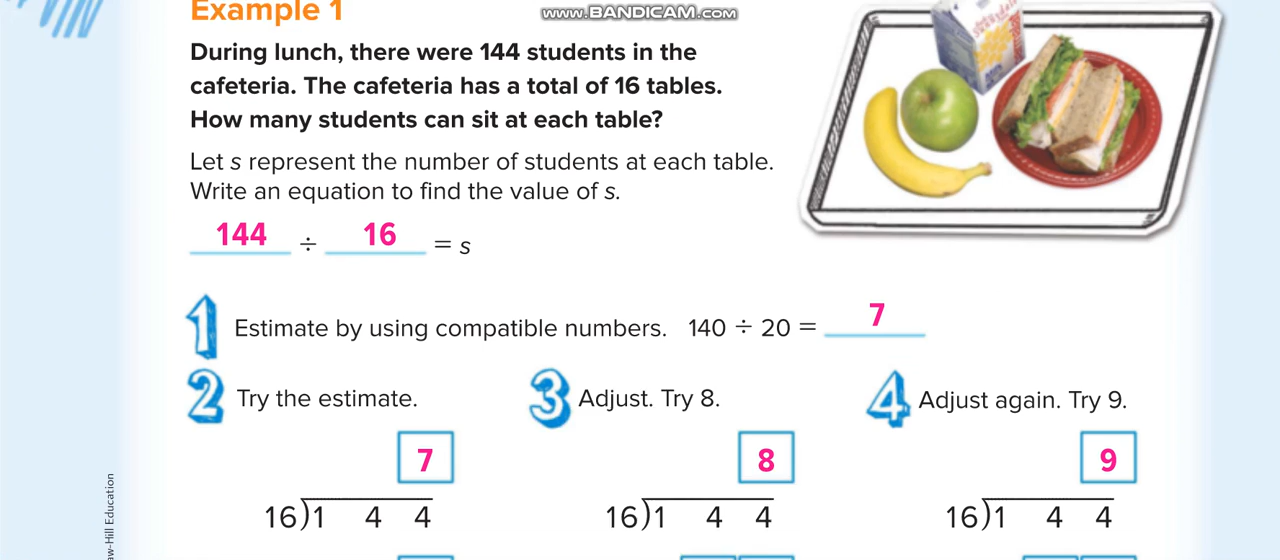 Example 1
www.BANDICAM.com
During lunch, there were 144 students in the
cafeteria. The cafeteria has a total of 16 tables.
How many students can sit at each table?
Let s represent the number of students at each table.
Write an equation to find the value of s.
144 ÷ 16 = s
1 Estimate by using compatible numbers. 140 ÷ 20 = 7
2 Try the estimate.
3 Adjust. Try 8.
4 Adjust again. Try 9.
7
8
9
16)1 4 4
16)1 4 4
16)1 4 4
aw-Hill Education